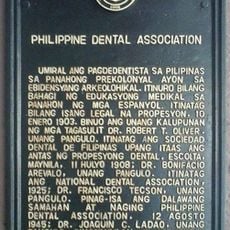 PHILIPPINE DENTAL ASSOCIATION
UMIRAL ANG PAGDODENTISTA SA PILIPINAS
SA PANAHONG PREKOLONYAL AYON SA
EBIDENSYANG ARKEOLOHIKAL. ITINURO BILANG
BAHAGI NG EDUKASYONG MEDIKAL SA
PANAHON NG MGA ESPANYOL. ITINATAG
BILANG ISANG LEGAL NA PROPESYON, 10
ENERO 1903. BINUO ANG UNANG KALUPUNAN
NG MGA TAGASULIT. DR. ROBERT T. OLIVER,
UNANG PANGULO. ITINATAG ANG SOCIEDAD
DENTAL DE FILIPINAS UPANG ITAAS ANG
ANTAS NG PROPESYONG DENTAL, ESCOLTA,
MAYNILA, 11 HULYO 1908; DR. BONIFACIO
AREVALO, UNANG PANGULO. ITINATAG
ANG NATIONAL DENTAL ASSOCIATION,
1925; DR. FRANCISCO TECSON, UNANG
PANGULO. PINAG-ISA ANG DALAWANG
SAMAHAN AT NAGING PHILIPPINE
DENTAL ASSOCIATION, 12 AGOSTO
1945; DR. JOAQUIN C. LADAO, UNANG